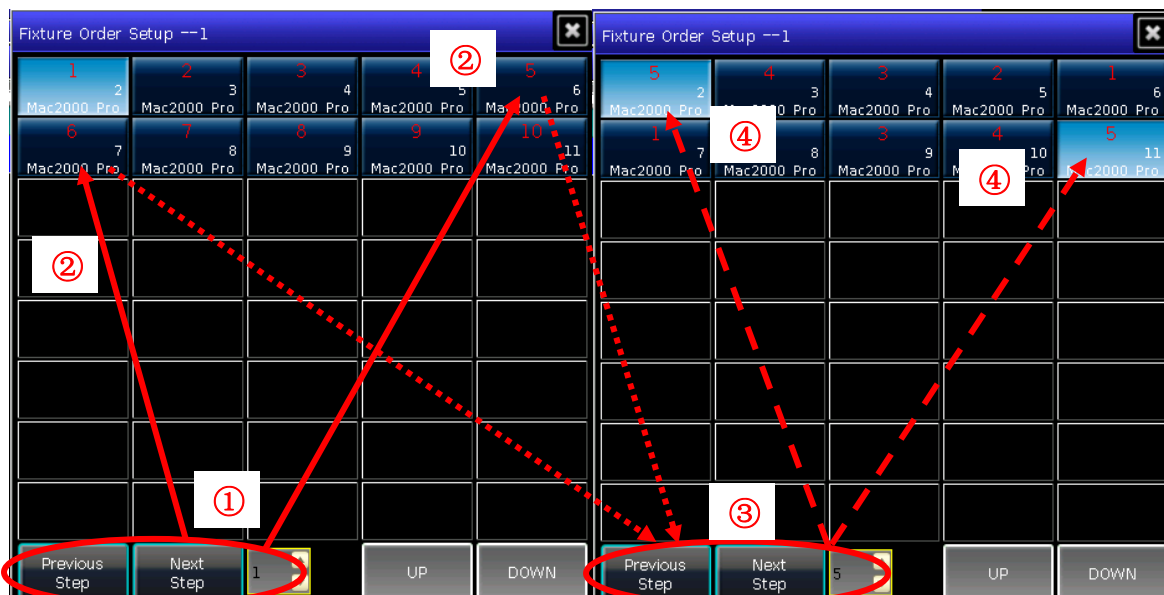 Fixture Order Setup --1
②
1 2 3 4 5
2 3 4 5 6
Mac2000 Pro Mac2000 Pro Mac2000 Pro Mac2000 Pro Mac2000 Pro
6 7 8 9 10
7 8 9 10 11
Mac2000 Pro Mac2000 Pro Mac2000 Pro Mac2000 Pro Mac2000 Pro
②
①
Previous Step
Next Step
1
UP
DOWN
Fixture Order Setup --1
5 4 3 2 1
2 3 4 5 6
Mac2000 Pro Mac2000 Pro Mac2000 Pro Mac2000 Pro Mac2000 Pro
④
1 3 4 5
7 8 9 10 11
Mac2000 Pro Mac2000 Pro Mac2000 Pro Pro Mac2000 Pro
④
③
Previous Step
Next Step
5
UP
DOWN